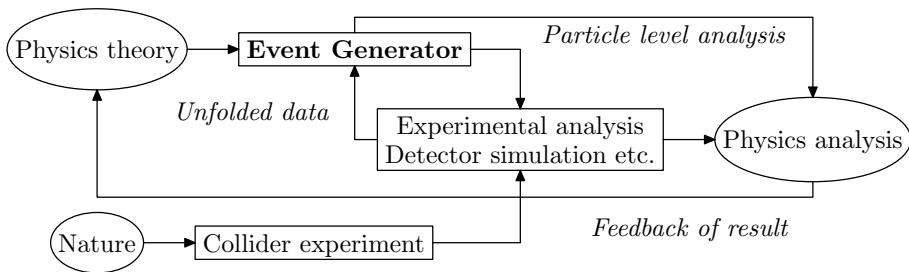 Physics theory
Event Generator
Particle level analysis
Unfolded data
Experimental analysis
Detector simulation etc.
Physics analysis
Feedback of result
Nature
Collider experiment